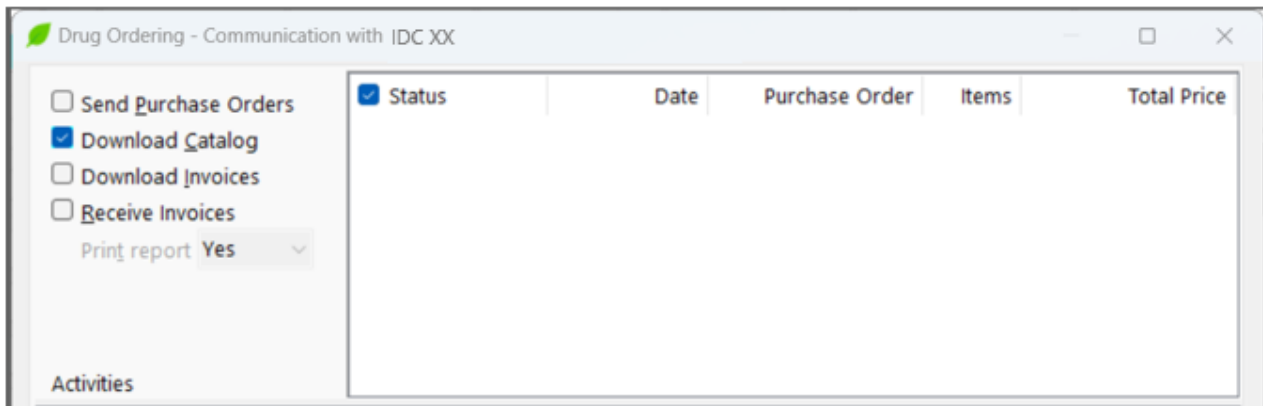 Drug Ordering - Communication with IDC XX
Send Purchase Orders
Download Catalog
Download Invoices
Receive Invoices
Print report Yes
Status Date Purchase Order Items Total Price
Activities